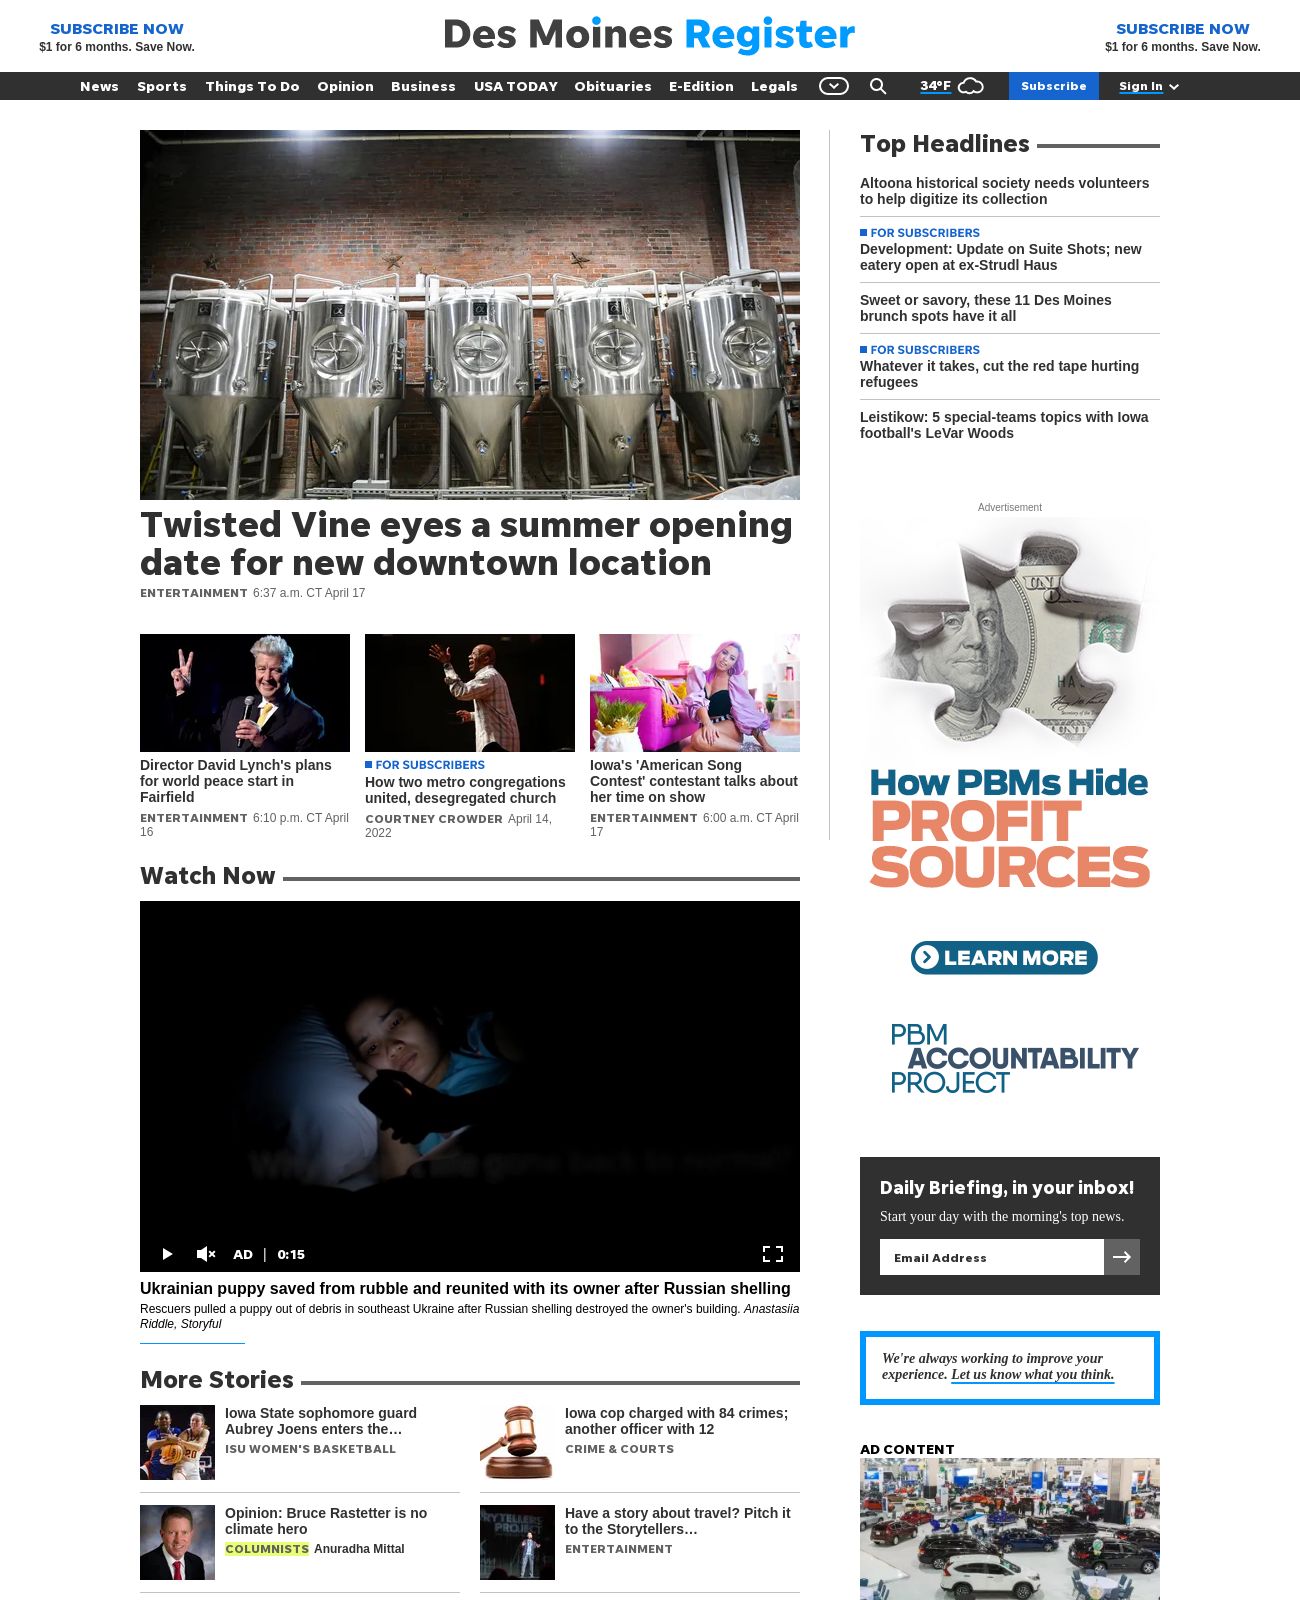 SUBSCRIBE NOW
$1 for 6 months. Save Now.
Des Moines Register
SUBSCRIBE NOW
$1 for 6 months. Save Now.
News Sports Things To Do Opinion Business USA TODAY Obituaries E-Edition Legals 34°F Subscribe Sign In
Twisted Vine eyes a summer opening
date for new downtown location
ENTERTAINMENT 6:37 a.m. CT April 17
Director David Lynch's plans
for world peace start in
Fairfield
ENTERTAINMENT 6:10 p.m. CT April
16
FOR SUBSCRIBERS
How two metro congregations
united, desegregated church
COURTNEY CROWDER April 14,
2022
Iowa's 'American Song
Contest' contestant talks about
her time on show
ENTERTAINMENT 6:00 a.m. CT April
17
Top Headlines
Altoona historical society needs volunteers
to help digitize its collection
FOR SUBSCRIBERS
Development: Update on Suite Shots; new
eatery open at ex-Strudl Haus
Sweet or savory, these 11 Des Moines
brunch spots have it all
FOR SUBSCRIBERS
Whatever it takes, cut the red tape hurting
refugees
Leistikow: 5 special-teams topics with Iowa
football's LeVar Woods
Advertisement
How PBMs Hide
PROFIT
SOURCES
LEARN MORE
PBM
ACCOUNTABILITY
PROJECT
Watch Now
AD | 0:15
Ukrainian puppy saved from rubble and reunited with its owner after Russian shelling
Rescuers pulled a puppy out of debris in southeast Ukraine after Russian shelling destroyed the owner's building. Anastasiia
Riddle, Storyful
Daily Briefing, in your inbox!
Start your day with the morning's top news.
Email Address
We're always working to improve your
experience. Let us know what you think.
More Stories
Iowa State sophomore guard
Aubrey Joens enters the…
ISU WOMEN'S BASKETBALL
Iowa cop charged with 84 crimes;
another officer with 12
CRIME & COURTS
Opinion: Bruce Rastetter is no
climate hero
COLUMNISTS Anuradha Mittal
Have a story about travel? Pitch it
to the Storytellers…
ENTERTAINMENT
AD CONTENT